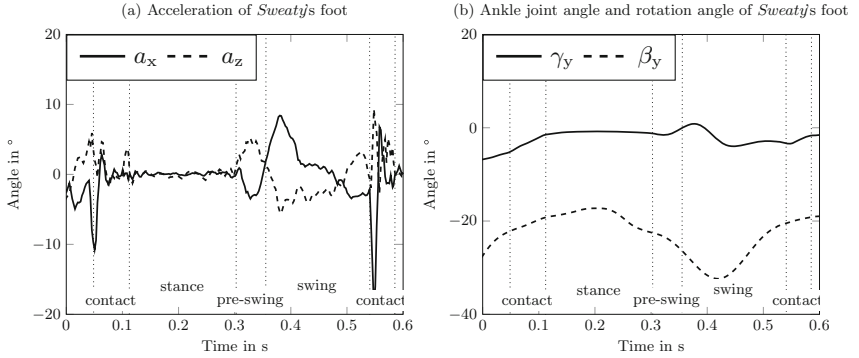 (a) Acceleration of Sweaty's foot
20
10
0
−10
−20
Angle in °
a_x a_z
contact
stance
pre-swing
swing
contact
0 0.1 0.2 0.3 0.4 0.5 0.6
Time in s
(b) Ankle joint angle and rotation angle of Sweaty's foot
20
0
−20
−40
Angle in °
γ_y β_y
contact
stance
pre-swing
swing
contact
0 0.1 0.2 0.3 0.4 0.5 0.6
Time in s